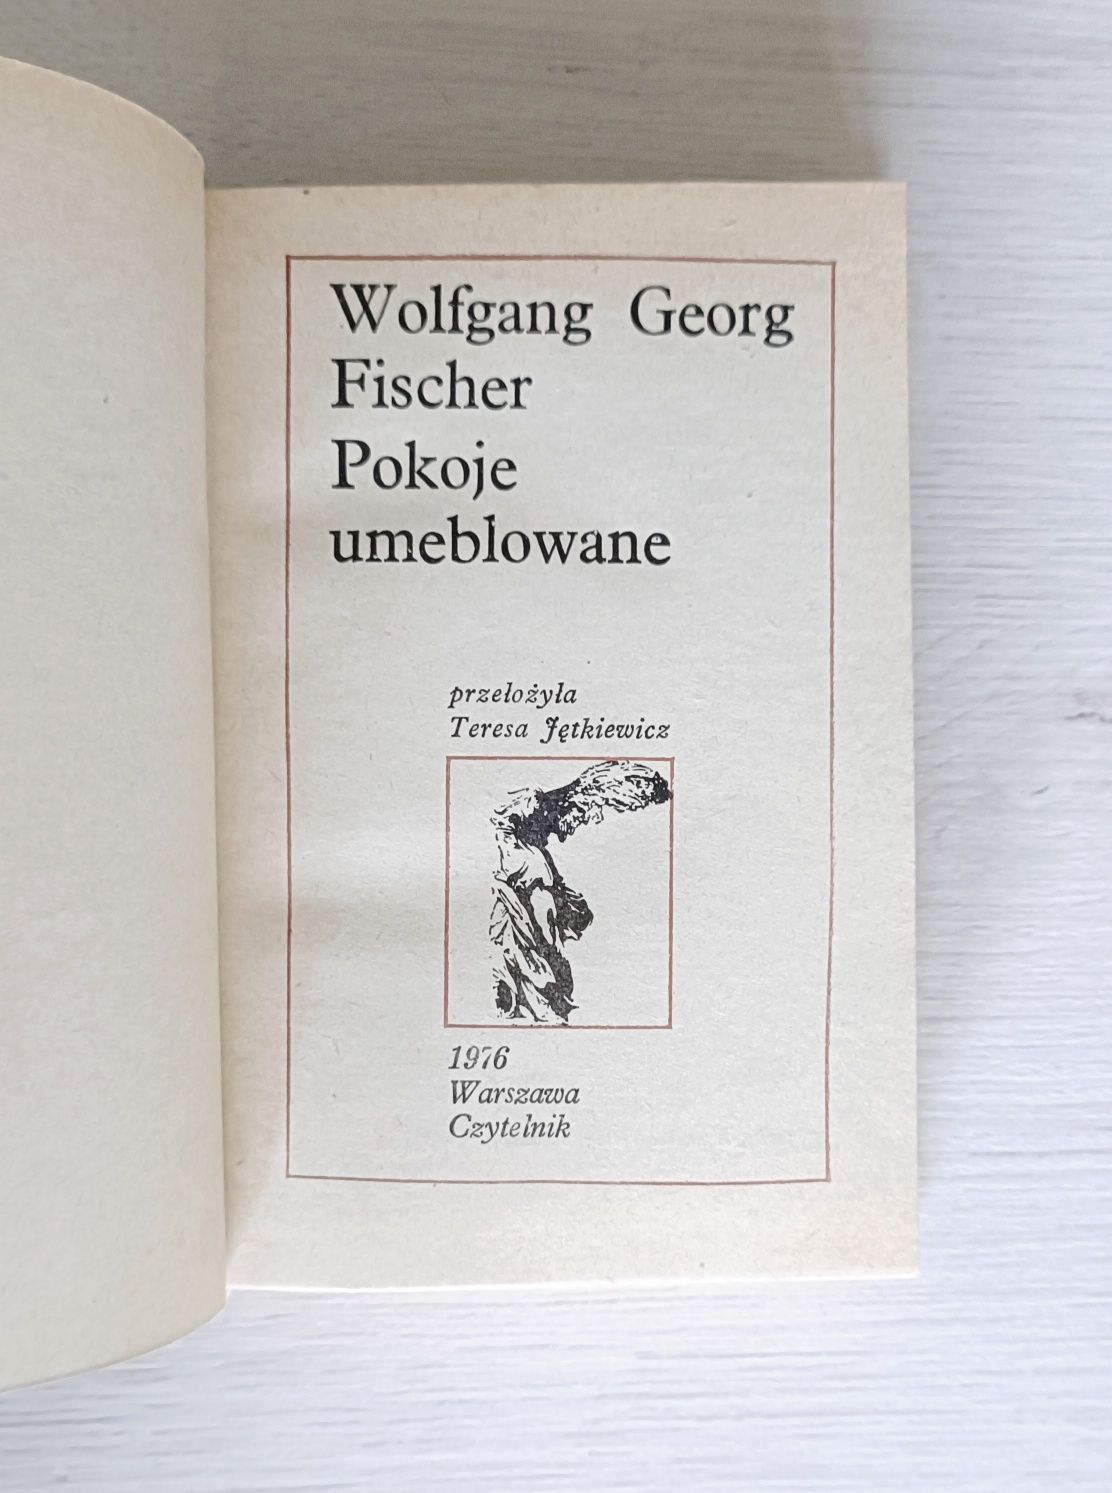 Wolfgang Georg
Fischer
Pokoje
umeblowane
przełożyła
Teresa Jętkiewicz
1976
Warszawa
Czytelnik